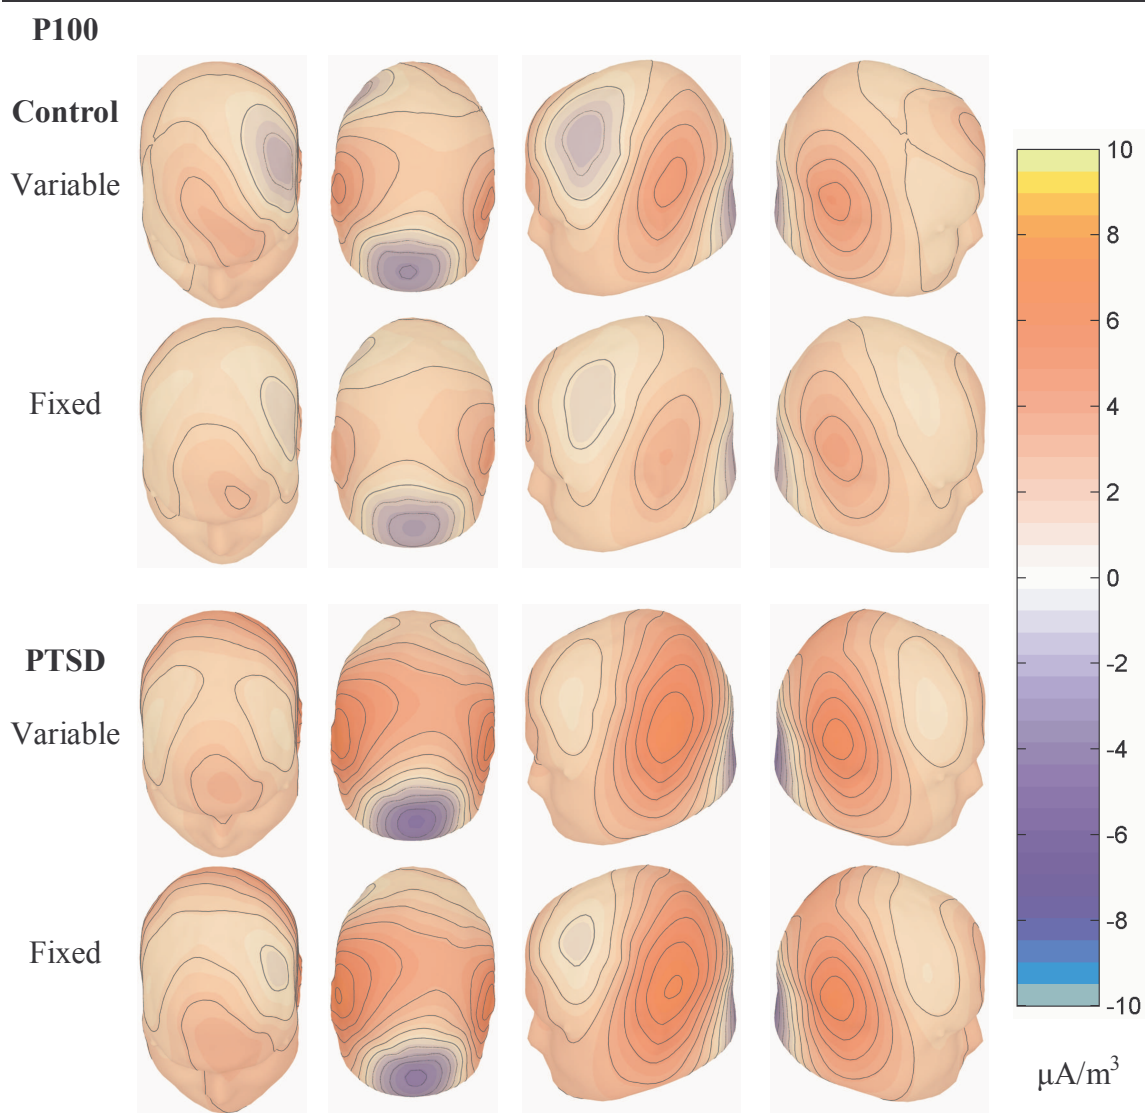 P100
Control
Variable
Fixed
PTSD
Variable
Fixed
10
8
6
4
2
0
-2
-4
-6
-8
-10
µA/m³